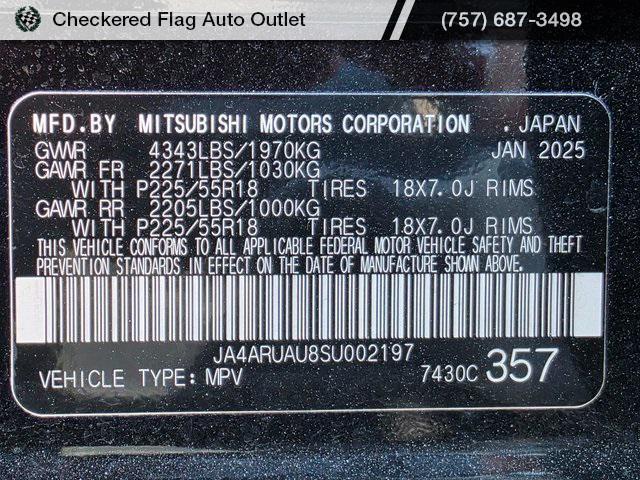 Checkered Flag Auto Outlet (757) 687-3498
MFD.BY MITSUBISHI MOTORS CORPORATION . JAPAN
GVWR 4343LBS/1970KG JAN 2025
GAWR FR 2271LBS/1030KG
WITH P225/55R18 TIRES 18X7.0J RIMS
GAWR RR 2205LBS/1000KG
WITH P225/55R18 TIRES 18X7.0J RIMS
THIS VEHICLE CONFORMS TO ALL APPLICABLE FEDERAL MOTOR VEHICLE SAFETY AND THEFT
PREVENTION STANDARDS IN EFFECT ON THE DATE OF MANUFACTURE SHOWN ABOVE.
JA4ARUAU8SU002197
VEHICLE TYPE:MPV 7430C 357